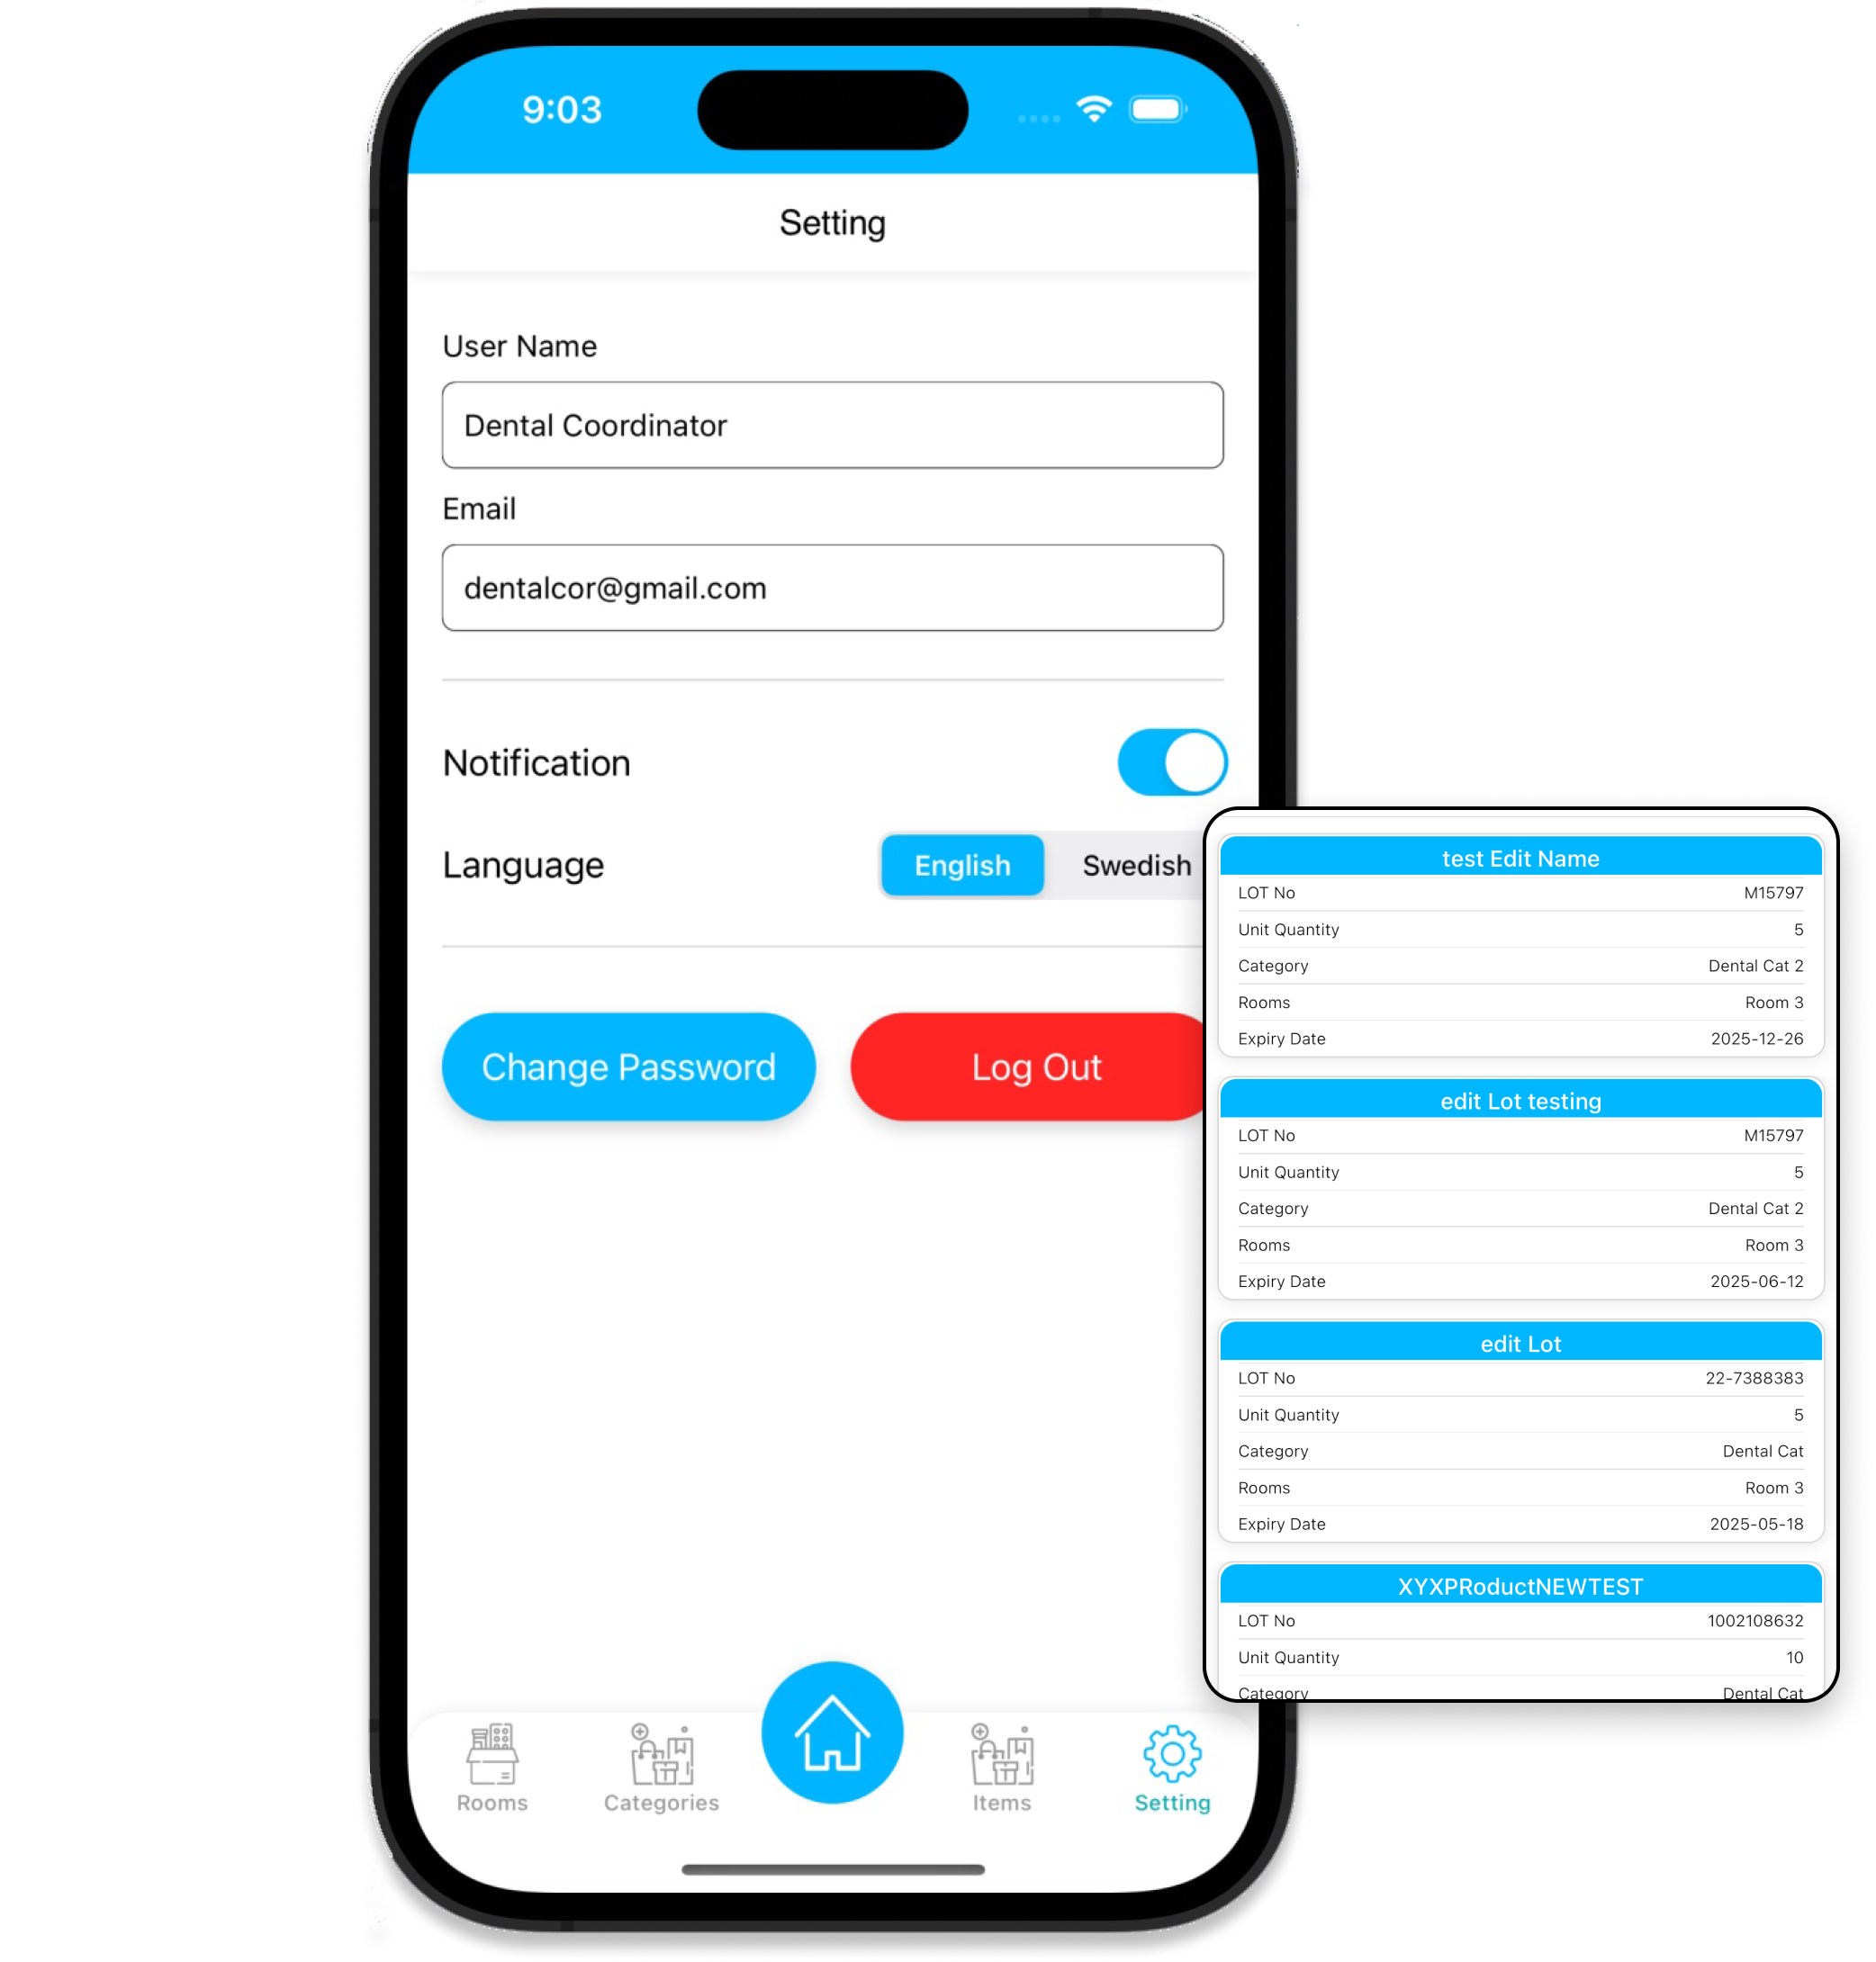 9:03
Setting
User Name
Dental Coordinator
Email
dentalcor@gmail.com
Notification
Language English Swedish
Change Password Log Out
Rooms Categories Items Setting
test Edit Name
LOT No M15797
Unit Quantity 5
Category Dental Cat 2
Rooms Room 3
Expiry Date 2025-12-26
edit Lot testing
LOT No M15797
Unit Quantity 5
Category Dental Cat 2
Rooms Room 3
Expiry Date 2025-06-12
edit Lot
LOT No 22-7388383
Unit Quantity 5
Category Dental Cat
Rooms Room 3
Expiry Date 2025-05-18
XYXPRoductNEWTEST
LOT No 1002108632
Unit Quantity 10
Category Dental Cat